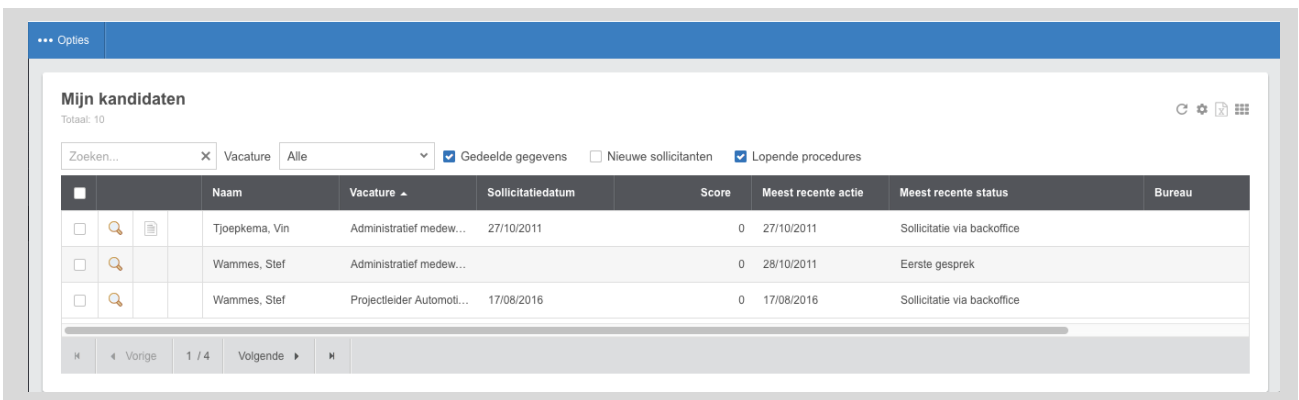 ••• Opties
Mijn kandidaten
Totaal: 10
Zoeken... Vacature Alle Gedeelde gegevens Nieuwe sollicitanten Lopende procedures
Naam Vacature Sollicitatiedatum Score Meest recente actie Meest recente status Bureau
Tjoepkema, Vin Administratief medew... 27/10/2011 0 27/10/2011 Sollicitatie via backoffice
Wammes, Stef Administratief medew... 0 28/10/2011 Eerste gesprek
Wammes, Stef Projectleider Automoti... 17/08/2016 0 17/08/2016 Sollicitatie via backoffice
Vorige 1 / 4 Volgende